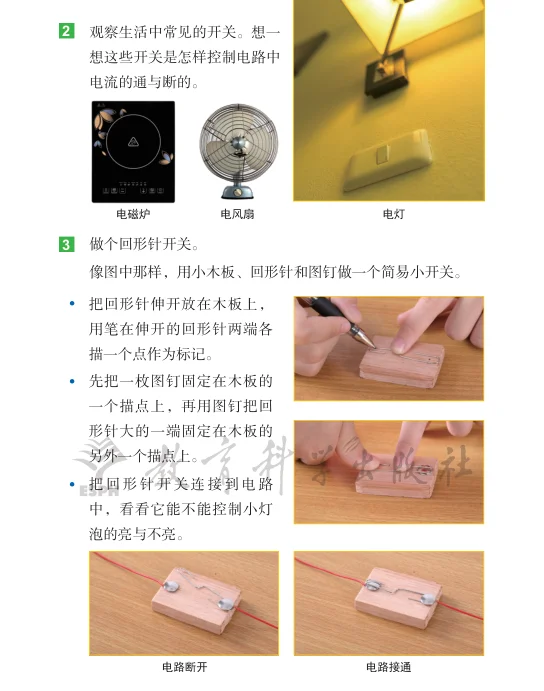 2 观察生活中常见的开关。想一
想这些开关是怎样控制电路中
电流的通与断的。
电磁炉
电风扇
电灯
3 做个回形针开关。
像图中那样，用小木板、回形针和图钉做一个简易小开关。
• 把回形针伸开放在木板上，
用笔在伸开的回形针两端各
描一个点作为标记。
• 先把一枚图钉固定在木板的
一个描点上，再用图钉把回
形针大的一端固定在木板的
另外一个描点上。
ESPH 教育科学出版社
• 把回形针开关连接到电路
中，看看它能不能控制小灯
泡的亮与不亮。
电路断开
电路接通